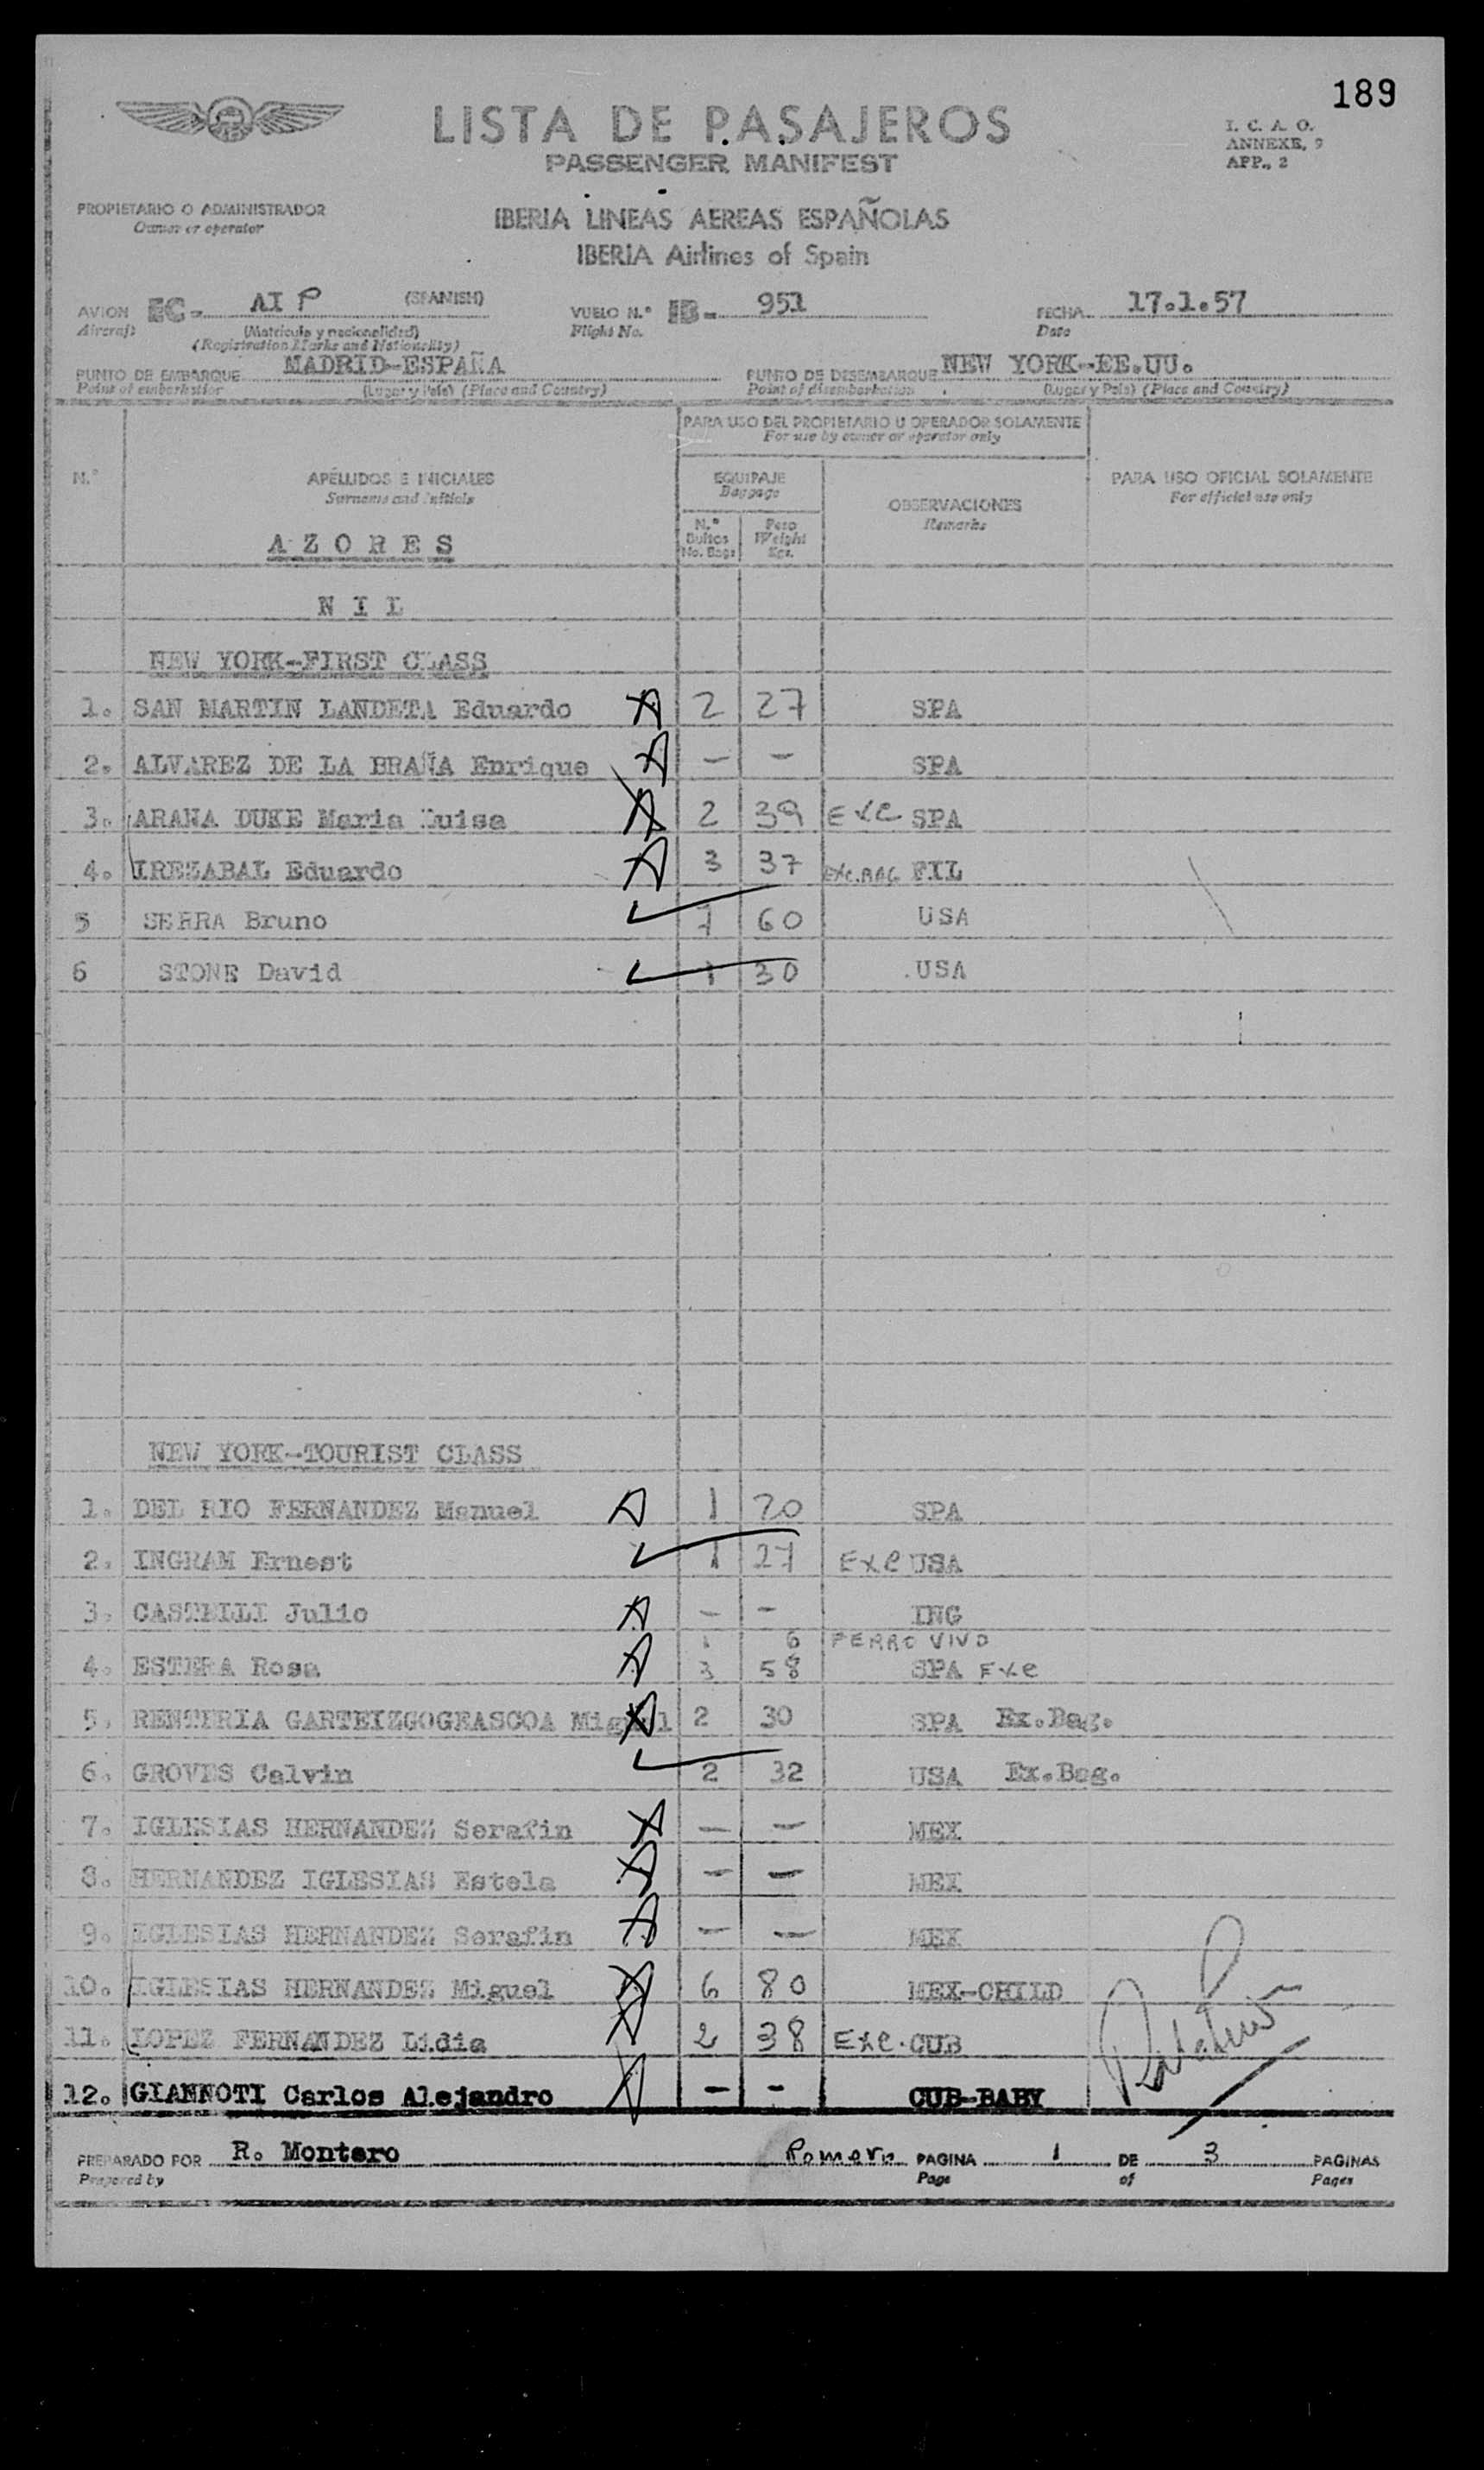 189
LISTA DE PASAJEROS
PASSENGER MANIFEST
I. C. A. O.
ANNEXE, 9
APP., 2
PROPIETARIO O ADMINISTRADOR
Owner or operator
IBERIA LINEAS AEREAS ESPAÑOLAS
IBERIA Airlines of Spain
AVION EC- AI P (SPANISH) VUELO N.° IB- 951 FECHA 17.1.57
Aircraft (Matricula y nacionalidad) Flight No. Date
(Registration Marks and Nationality)
PUNTO DE EMBARQUE MADRID-ESPAÑA PUNTO DE DESEMBARQUE NEW YORK-EE.UU.
Point of embarkation (Lugar y País) (Place and Country) Point of disembarkation (Lugar y País) (Place and Country)
PARA USO DEL PROPIETARIO U OPERADOR SOLAMENTE
For use by owner or operator only
N.° APELLIDOS E INICIALES EQUIPAJE OBSERVACIONES PARA USO OFICIAL SOLAMENTE
Surname and initials Baggage Remarks For official use only
N.° Bultos Peso
No. Bags Weight Kgs.
A Z O R E S
N I L
NEW YORK-FIRST CLASS
1. SAN MARTIN LANDETA Eduardo 2 27 SPA
2. ALVAREZ DE LA BRAÑA Enrique - - SPA
3. ARANA DUKE Maria Luisa 2 39 EXC SPA
4. IREZABAL Eduardo 3 37 EXC.BAG FIL
5 SERRA Bruno 7 60 USA
6 STONE David 1 30 USA
NEW YORK-TOURIST CLASS
1. DEL RIO FERNANDEZ Manuel 1 20 SPA
2. INGRAM Ernest 1 27 EXC USA
3. CASTELLI Julio - - ING
1 6 PERRO VIVO
4. ESTERA Rosa 3 58 SPA EXC
5. RENTERIA GARTEIZGOGEASCOA Miguel 2 30 SPA Ex.Bag.
6. GROVES Calvin 2 32 USA Ex.Bag.
7. IGLESIAS HERNANDEZ Serafin - - MEX
8. HERNANDEZ IGLESIAS Estela - - MEX
9. IGLESIAS HERNANDEZ Serafin - - MEX
10. IGLESIAS HERNANDEZ Miguel 6 80 MEX-CHILD
11. LOPEZ FERNANDEZ Lidia 2 38 EXC. CUB
12. GIANNOTI Carlos Alejandro - - CUB-BABY
PREPARADO POR R. Montero Romero PAGINA 1 DE 3 PAGINAS
Prepared by Page of Pages